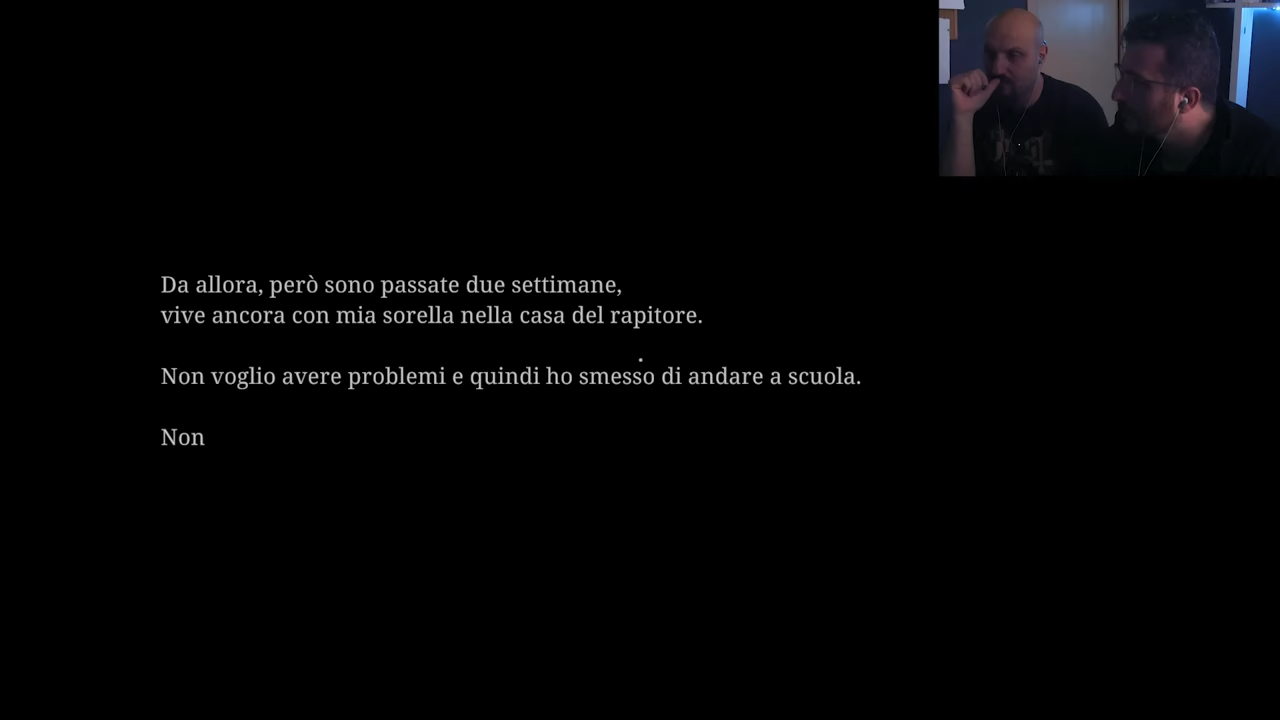 Da allora, però sono passate due settimane,
vive ancora con mia sorella nella casa del rapitore.
Non voglio avere problemi e quindi ho smesso di andare a scuola.
Non